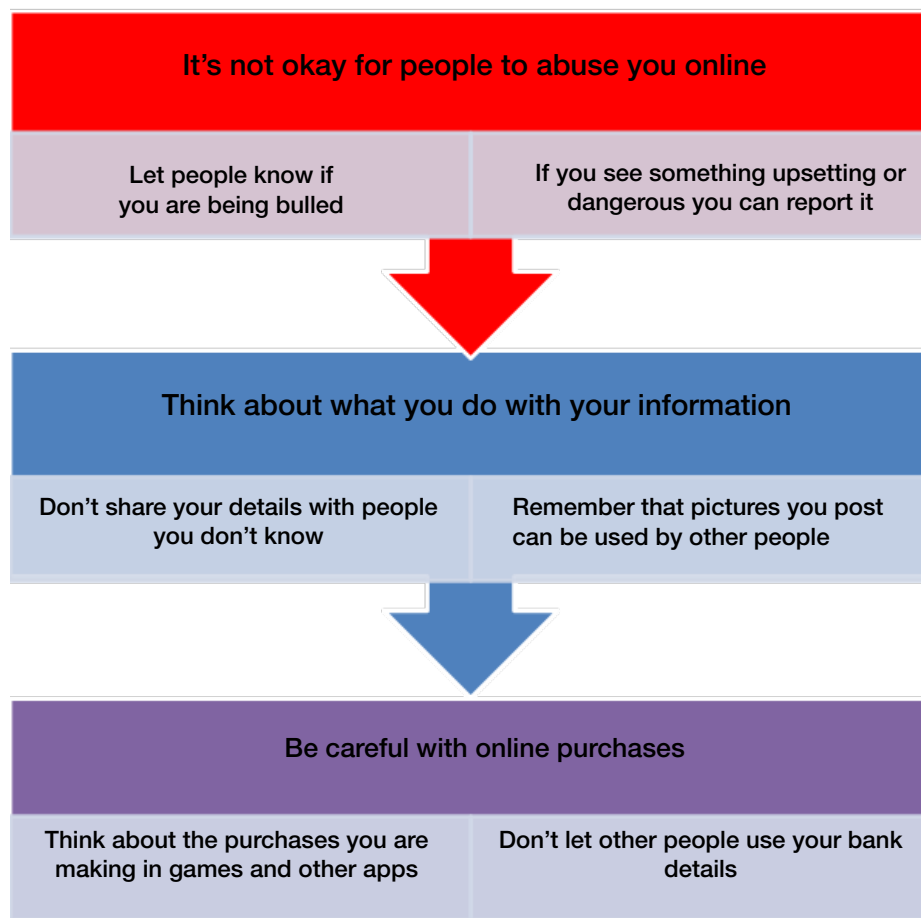 It’s not okay for people to abuse you online
Let people know if
you are being bulled
If you see something upsetting or
dangerous you can report it
Think about what you do with your information
Don’t share your details with people
you don’t know
Remember that pictures you post
can be used by other people
Be careful with online purchases
Think about the purchases you are
making in games and other apps
Don’t let other people use your bank
details